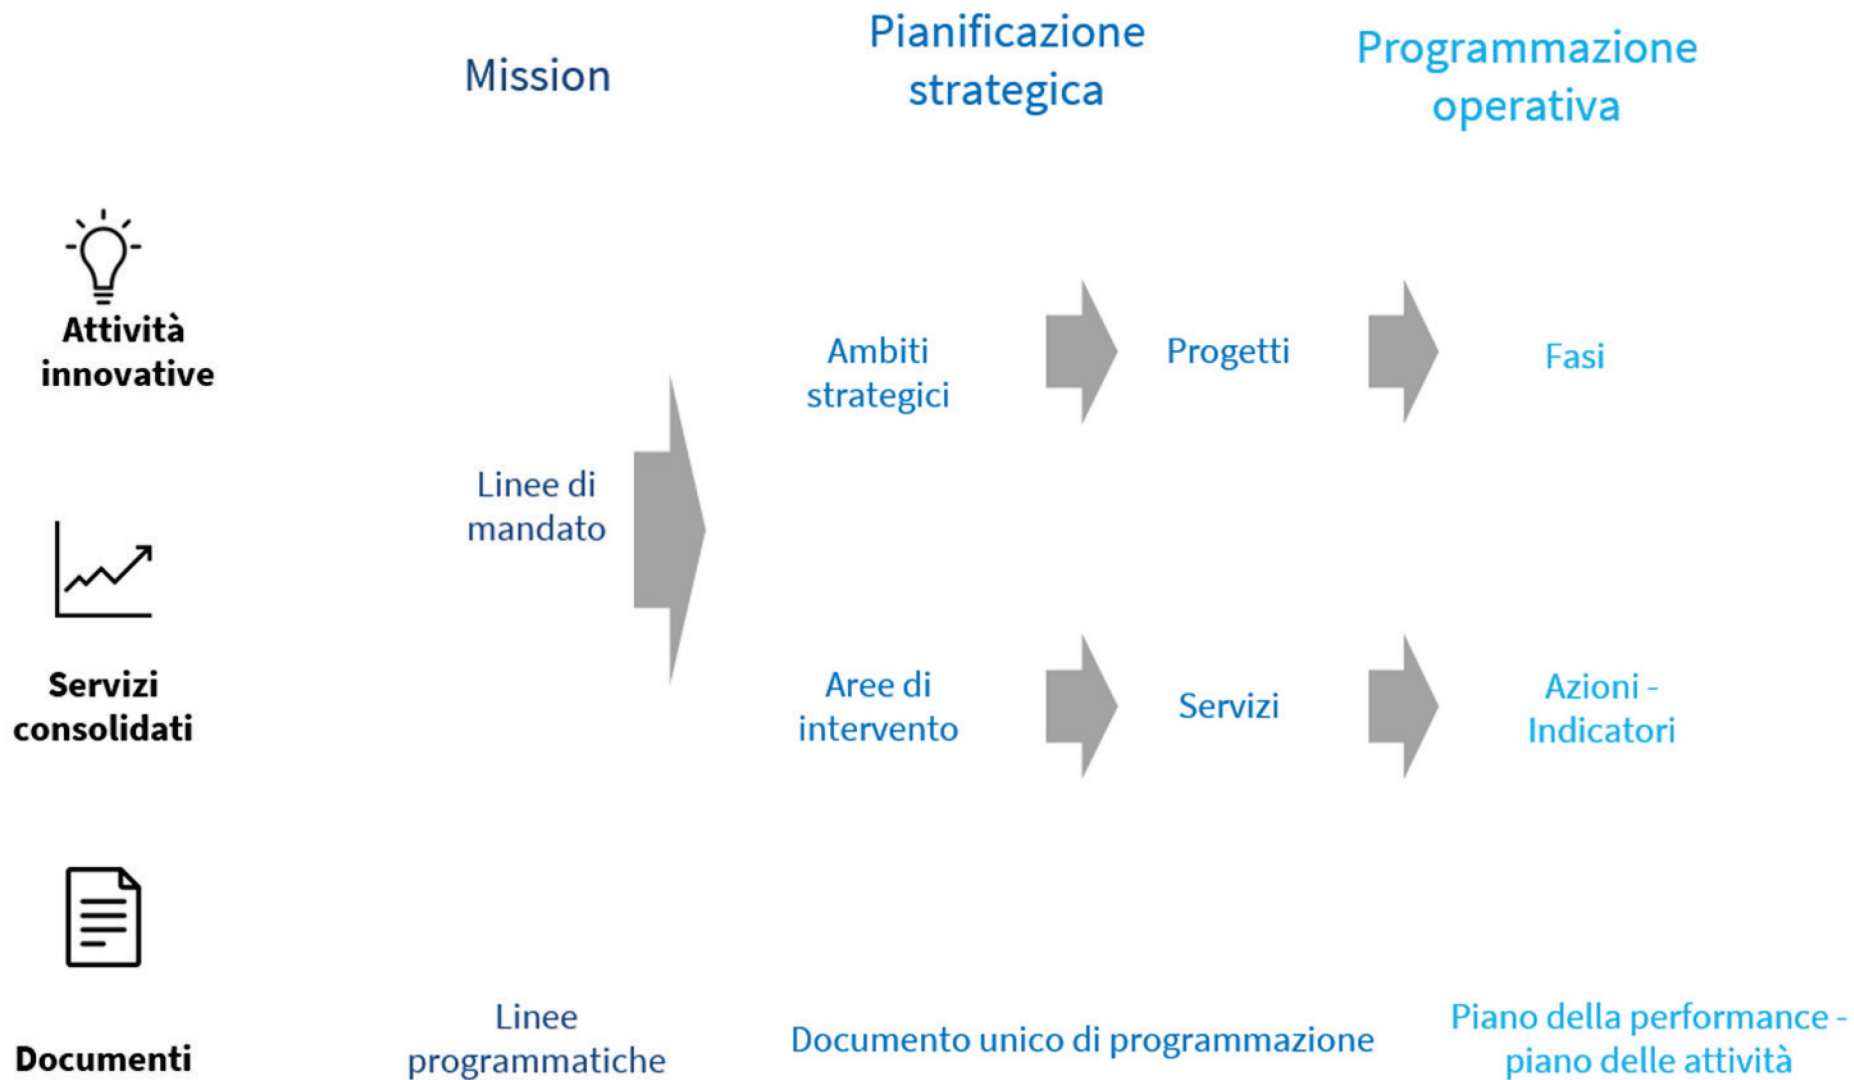 Mission
Pianificazione
strategica
Programmazione
operativa
Attività
innovative
Ambiti
strategici
Progetti
Fasi
Linee di
mandato
Servizi
consolidati
Aree di
intervento
Servizi
Azioni -
Indicatori
Documenti
Linee
programmatiche
Documento unico di programmazione
Piano della performance -
piano delle attività